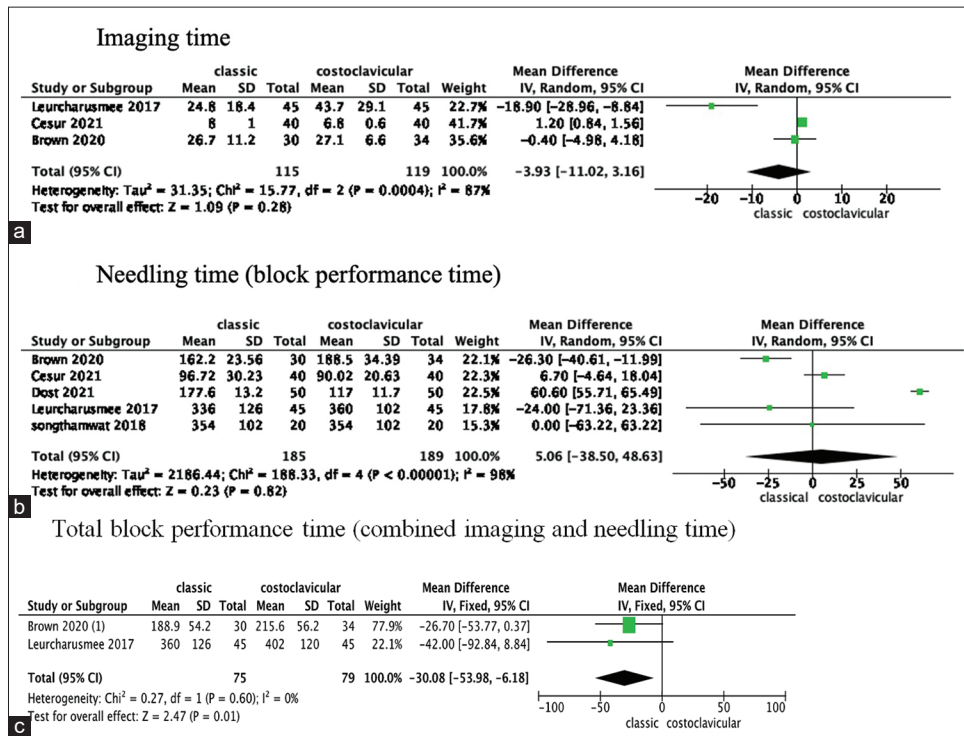 Imaging time
classic costoclavicular Mean Difference Mean Difference
Study or Subgroup Mean SD Total Mean SD Total Weight IV, Random, 95% CI IV, Random, 95% CI
Leurcharusmee 2017 24.8 18.4 45 43.7 29.1 45 22.7% −18.90 [−28.96, −8.84]
Cesur 2021 8 1 40 6.8 0.6 40 41.7% 1.20 [0.84, 1.56]
Brown 2020 26.7 11.2 30 27.1 6.6 34 35.6% −0.40 [−4.98, 4.18]
Total (95% CI) 115 119 100.0% −3.93 [−11.02, 3.16]
Heterogeneity: Tau² = 31.35; Chi² = 15.77, df = 2 (P = 0.0004); I² = 87%
Test for overall effect: Z = 1.09 (P = 0.28)
−20 −10 0 10 20
classic costoclavicular
a
Needling time (block performance time)
classic costoclavicular Mean Difference Mean Difference
Study or Subgroup Mean SD Total Mean SD Total Weight IV, Random, 95% CI IV, Random, 95% CI
Brown 2020 162.2 23.56 30 188.5 34.39 34 22.1% −26.30 [−40.61, −11.99]
Cesur 2021 96.72 30.23 40 90.02 20.63 40 22.3% 6.70 [−4.64, 18.04]
Dost 2021 177.6 13.2 50 117 11.7 50 22.5% 60.60 [55.71, 65.49]
Leurcharusmee 2017 336 126 45 360 102 45 17.8% −24.00 [−71.36, 23.36]
songthamwat 2018 354 102 20 354 102 20 15.3% 0.00 [−63.22, 63.22]
Total (95% CI) 185 189 100.0% 5.06 [−38.50, 48.63]
Heterogeneity: Tau² = 2186.44; Chi² = 188.33, df = 4 (P < 0.00001); I² = 98%
Test for overall effect: Z = 0.23 (P = 0.82)
−50 −25 0 25 50
classical costoclavicular
b
Total block performance time (combined imaging and needling time)
classic costoclavicular Mean Difference Mean Difference
Study or Subgroup Mean SD Total Mean SD Total Weight IV, Fixed, 95% CI IV, Fixed, 95% CI
Brown 2020 (1) 188.9 54.2 30 215.6 56.2 34 77.9% −26.70 [−53.77, 0.37]
Leurcharusmee 2017 360 126 45 402 120 45 22.1% −42.00 [−92.84, 8.84]
Total (95% CI) 75 79 100.0% −30.08 [−53.98, −6.18]
Heterogeneity: Chi² = 0.27, df = 1 (P = 0.60); I² = 0%
Test for overall effect: Z = 2.47 (P = 0.01)
-100 -50 0 50 100
classic costoclavicular
c